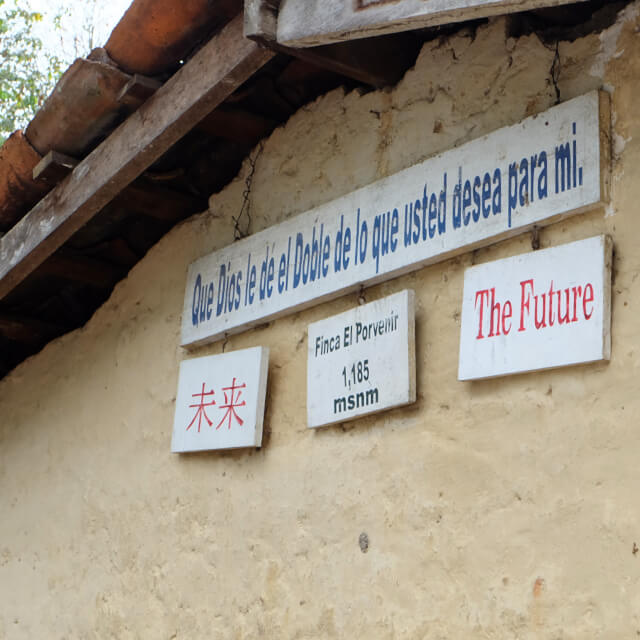 Que Dios le de el Doble de lo que usted desea para mi.
未来
Finca El Porvenir
1,185
msnm
The Future